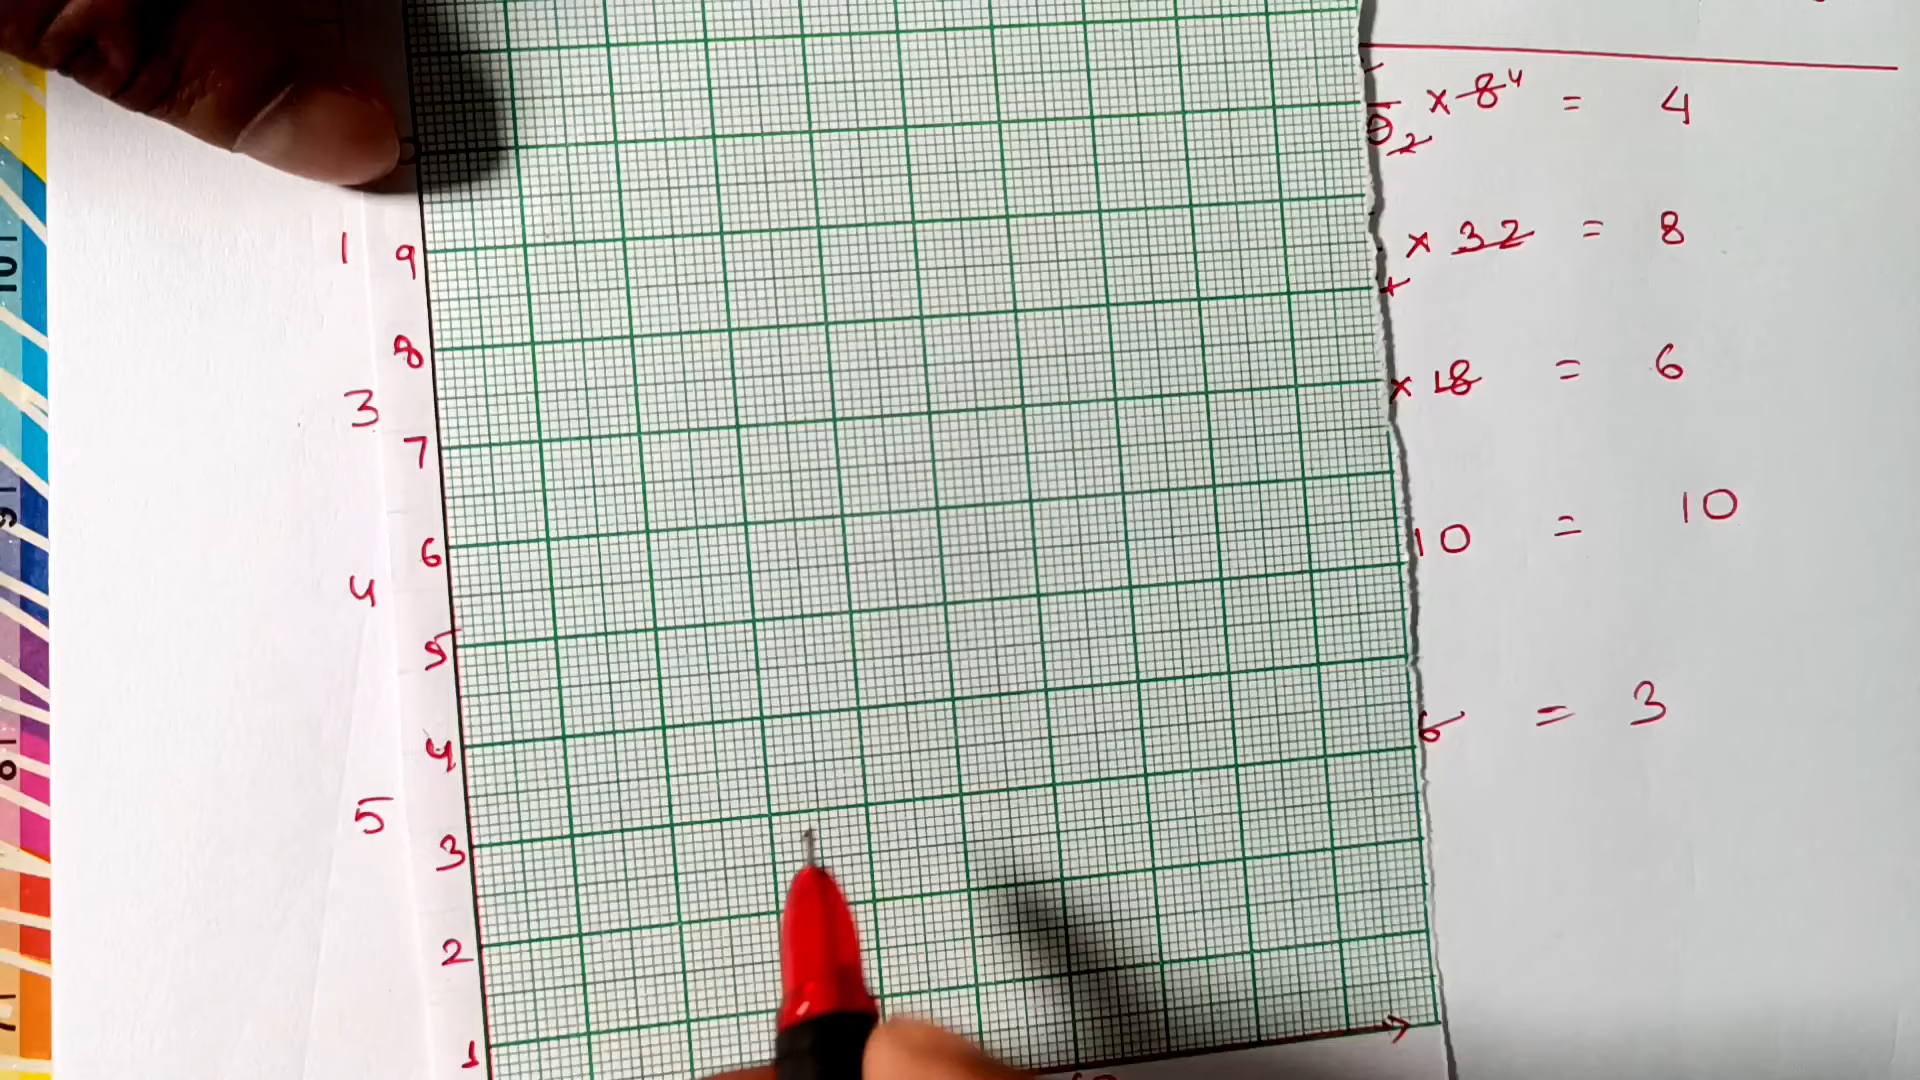 × 8 4 = 4
2
1 9
× 32 = 8
8
3
× 18 = 6
7
6
10 = 10
4
5
4
6 = 3
5
3
2
1